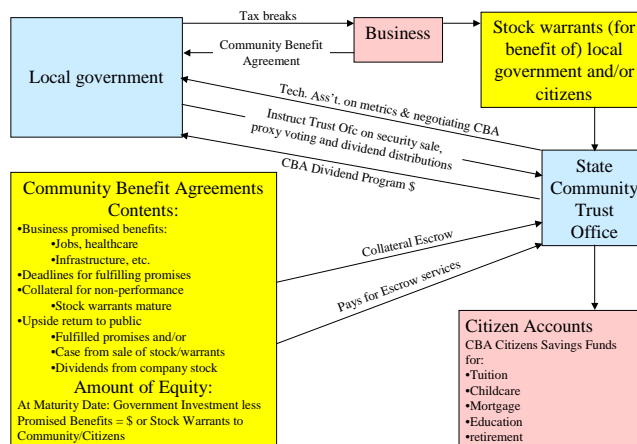 Tax breaks
Business
Stock warrants (for
benefit of) local
government and/or
citizens
Community Benefit
Agreement
Local government
Tech. Ass't. on metrics & negotiating CBA
Instruct Trust Ofc on security sale,
proxy voting and dividend distributions
CBA Dividend Program $
State
Community
Trust
Office
Community Benefit Agreements
Contents:
•Business promised benefits:
•Jobs, healthcare
•Infrastructure, etc.
•Deadlines for fulfilling promises
•Collateral for non-performance
•Stock warrants mature
•Upside return to public
•Fulfilled promises and/or
•Case from sale of stock/warrants
•Dividends from company stock
Amount of Equity:
At Maturity Date: Government Investment less
Promised Benefits = $ or Stock Warrants to
Community/Citizens
Collateral Escrow
Pays for Escrow services
Citizen Accounts
CBA Citizens Savings Funds
for:
•Tuition
•Childcare
•Mortgage
•Education
•retirement